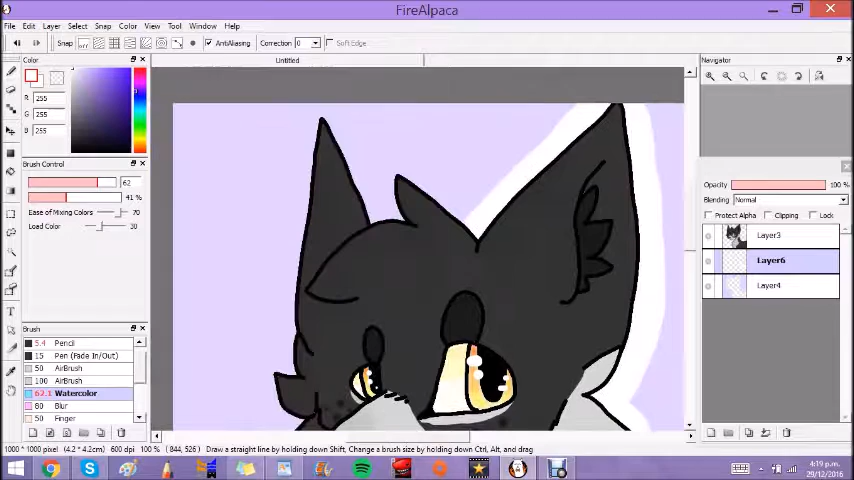 FireAlpaca
File Edit Layer Select Snap Color View Tool Window Help
Snap OFF AntiAliasing Correction 0 Soft Edge
Color
Untitled
Navigator
R 255
G 255
B 255
Brush Control
62
41 %
Ease of Mixing Colors 70
Load Color 30
Opacity 100 %
Blending Normal
Protect Alpha Clipping Lock
Layer3
Layer6
Layer4
Brush
5.4 Pencil
15 Pen (Fade In/Out)
50 AirBrush
100 AirBrush
62.1 Watercolor
80 Blur
50 Finger
1000 * 1000 pixel (4.2 * 4.2cm) 600 dpi 100 % ( 844, 526 ) Draw a straight line by holding down Shift, Change a brush size by holding down Ctrl, Alt, and drag
4:19 p.m.
29/12/2016